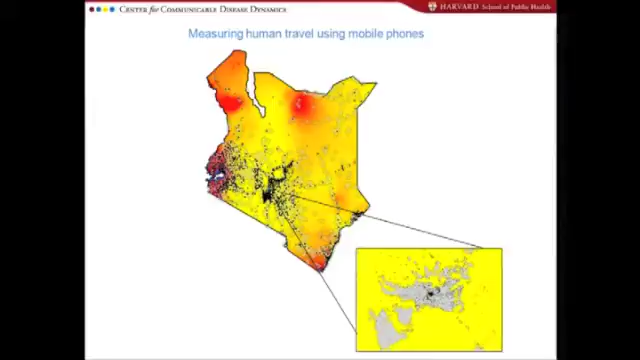 CENTER for COMMUNICABLE DISEASE DYNAMICS
HARVARD School of Public Health
Measuring human travel using mobile phones